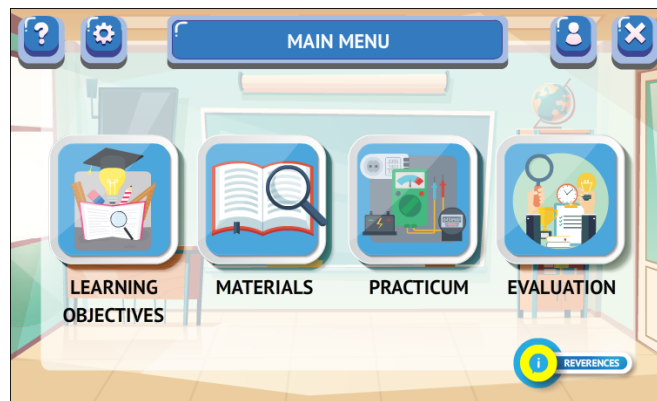 ?
MAIN MENU
LEARNING
OBJECTIVES
MATERIALS
PRACTICUM
EVALUATION
i
REVERENCES